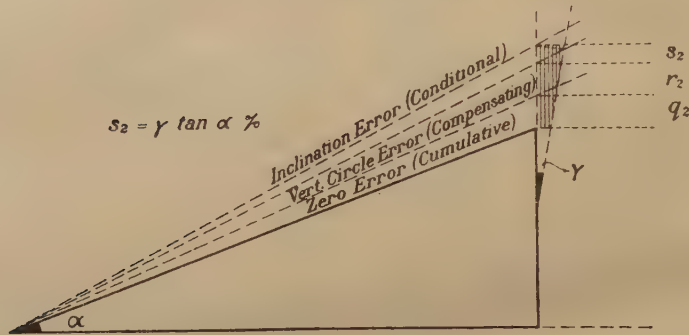 s₂
r₂
q₂
s₂ = γ tan α %
Inclination Error (Conditional)
Vert. Circle Error (Compensating)
Zero Error (Cumulative)
γ
α